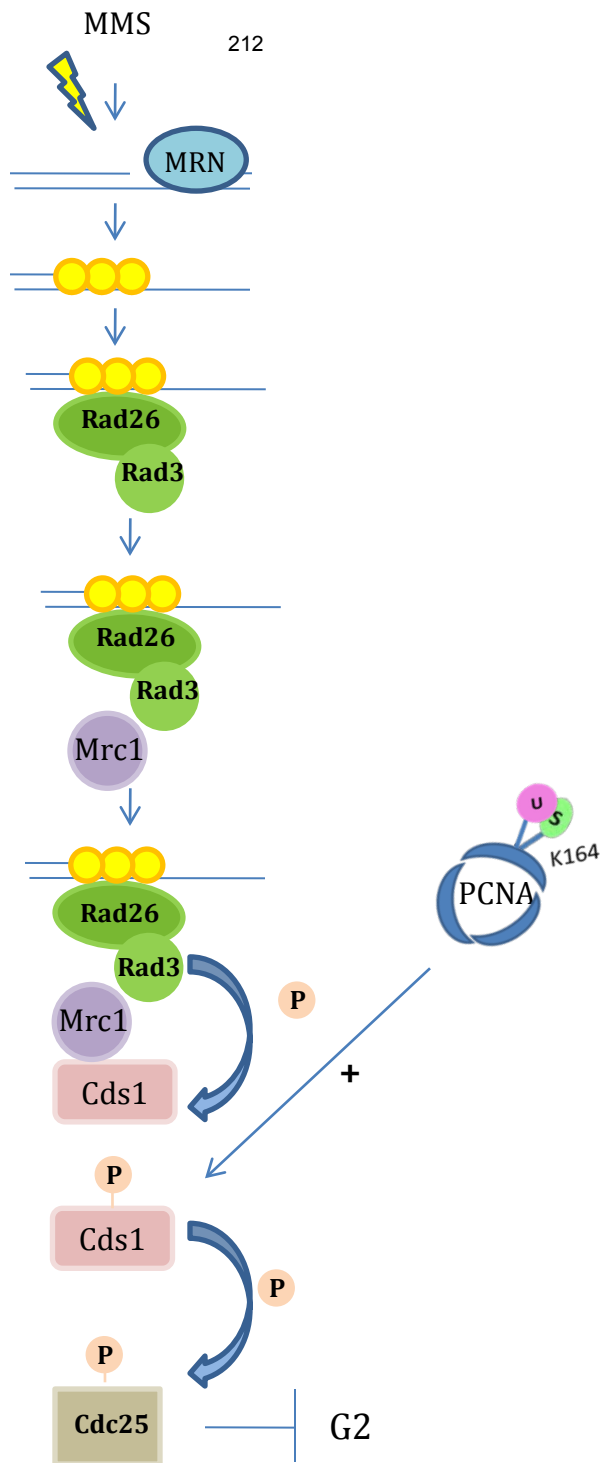 MMS
212
MRN
Rad26
Rad3
Rad26
Rad3
Mrc1
U
S
K164
PCNA
Rad26
Rad3
Mrc1
P
Cds1
+
P
Cds1
P
P
Cdc25
G2